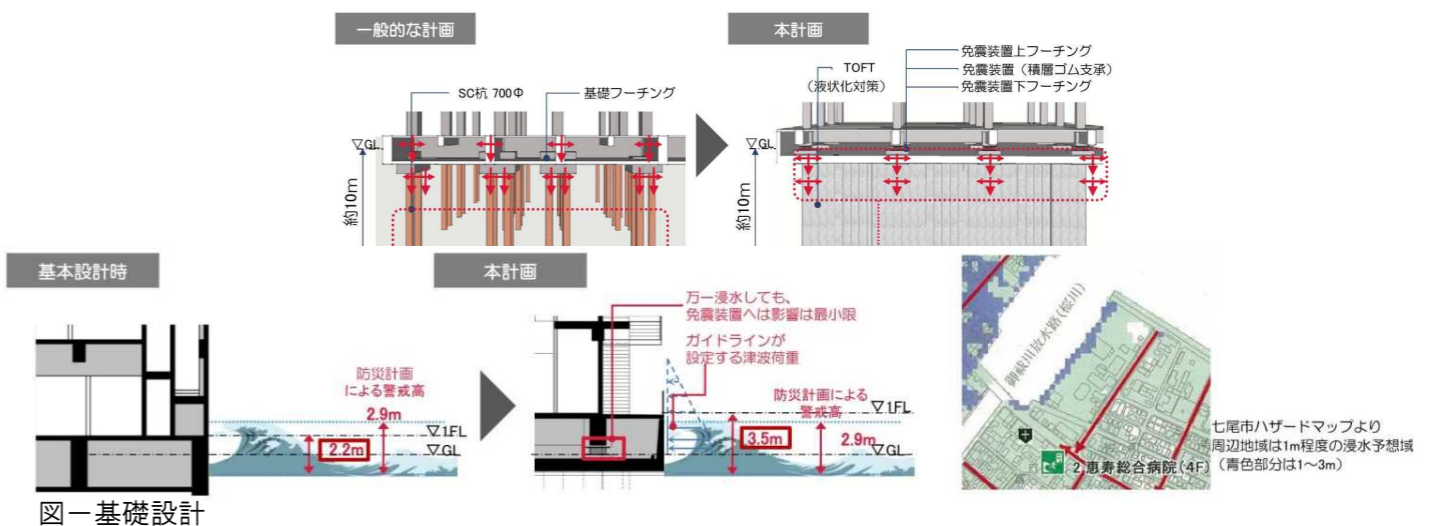 一般的な計画
SC杭 700Φ
基礎フーチング
▽GL
約10m
本計画
TOFT
（液状化対策）
免震装置上フーチング
免震装置（積層ゴム支承）
免震装置下フーチング
▽GL
約10m
基本設計時
防災計画
による警戒高
2.9m
▽1FL
2.2m
▽GL
本計画
万一浸水しても、
免震装置へは影響は最小限
ガイドラインが
設定する津波荷重
防災計画による
警戒高
▽1FL
3.5m
2.9m
▽GL
御祓川放水路(桜川)
2,恵寿総合病院(4F)
七尾市ハザードマップより
周辺地域は1m程度の浸水予想域
（青色部分は1～3m）
図－基礎設計